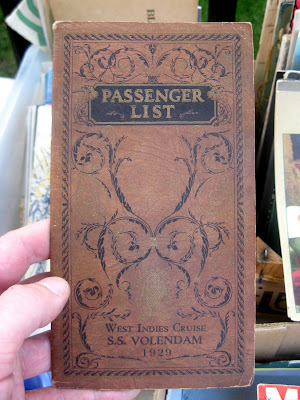 PASSENGER
LIST
WEST INDIES CRUISE
S.S. VOLENDAM
1929